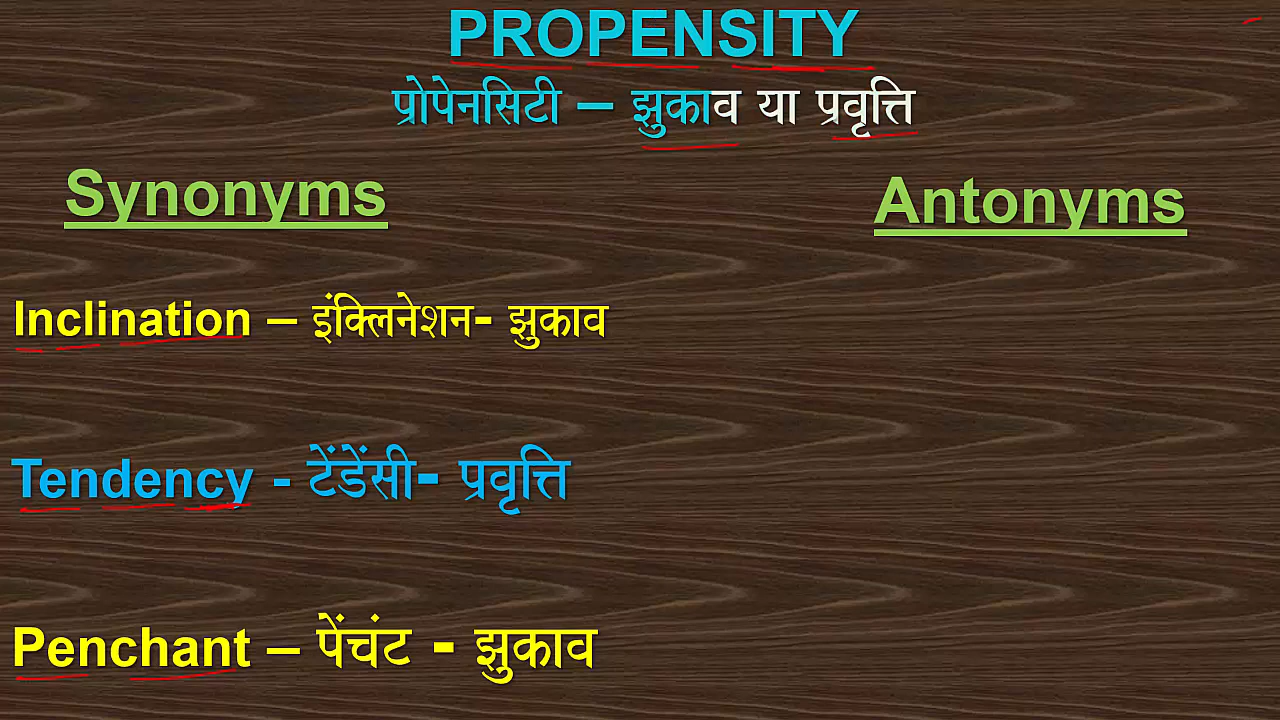 PROPENSITY
प्रोपेनसिटी – झुकाव या प्रवृत्ति
Synonyms
Antonyms
Inclination – इंक्लिनेशन- झुकाव
Tendency - टेंडेंसी- प्रवृत्ति
Penchant – पेंचंट - झुकाव